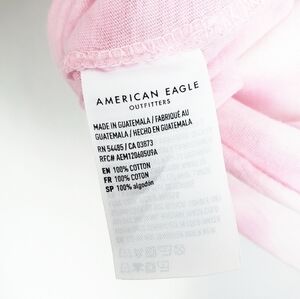 AMERICAN EAGLE
OUTFITTERS
MADE IN GUATEMALA / FABRIQUÉ AU
GUATEMALA / HECHO EN GUATEMALA
RN 54485 / CA 03873
RFC# AEM120605U9A
EN 100% COTTON
FR 100% COTON
SP 100% algodón